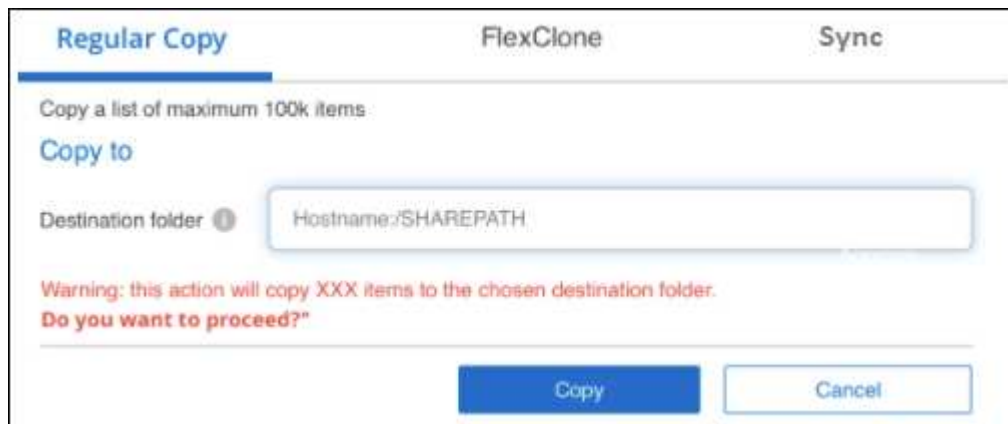 Regular Copy FlexClone Sync
Copy a list of maximum 100k items
Copy to
Destination folder i Hostname:/SHAREPATH
Warning: this action will copy XXX items to the chosen destination folder.
Do you want to proceed?"
Copy Cancel